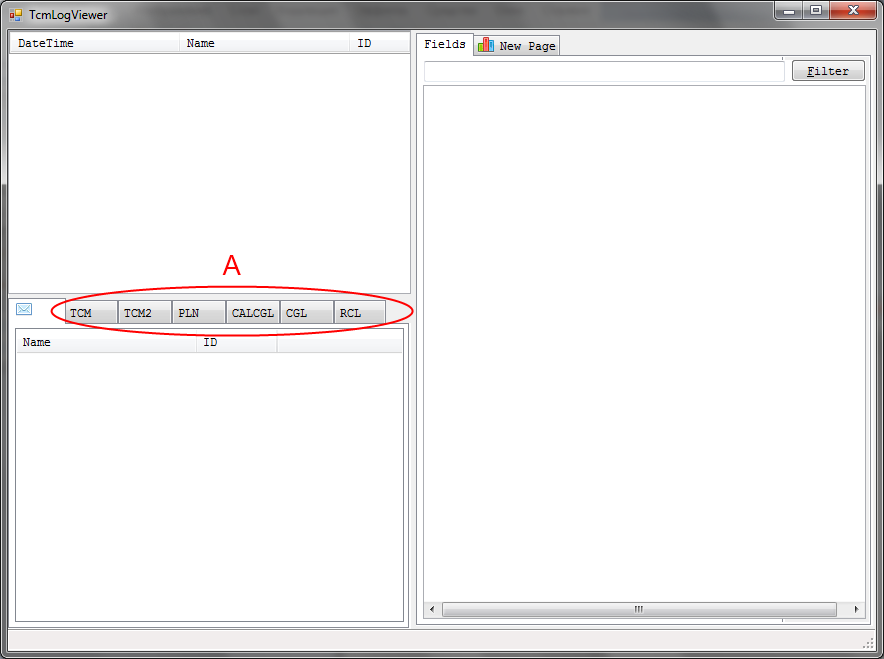 TcmLogViewer
DateTime Name ID
Fields New Page
Filter
A
TCM TCM2 PLN CALCGL CGL RCL
Name ID